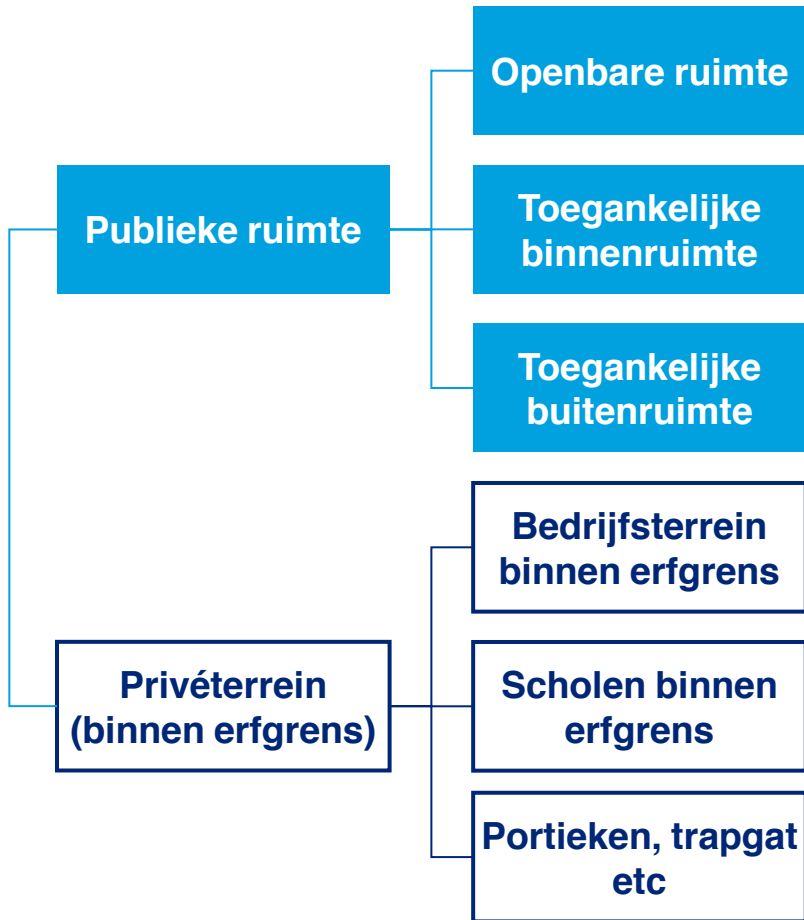 Openbare ruimte
Publieke ruimte
Toegankelijke
binnenruimte
Toegankelijke
buitenruimte
Bedrijfsterrein
binnen erfgrens
Privéterrein
(binnen erfgrens)
Scholen binnen
erfgrens
Portieken, trapgat
etc